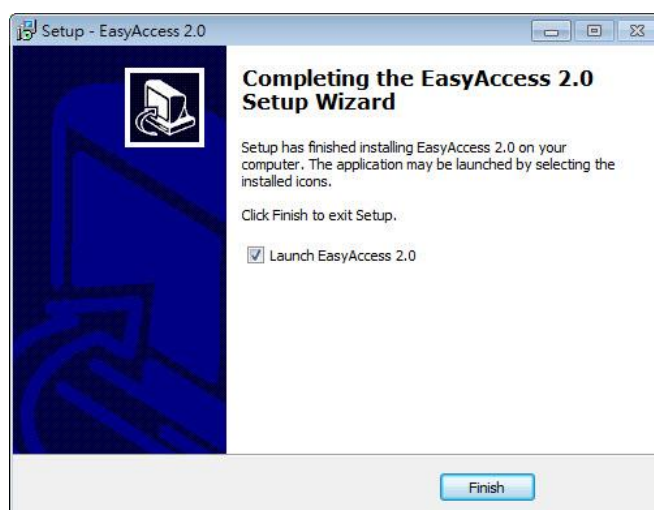 Setup - EasyAccess 2.0
Completing the EasyAccess 2.0
Setup Wizard
Setup has finished installing EasyAccess 2.0 on your
computer. The application may be launched by selecting the
installed icons.
Click Finish to exit Setup.
Launch EasyAccess 2.0
Finish